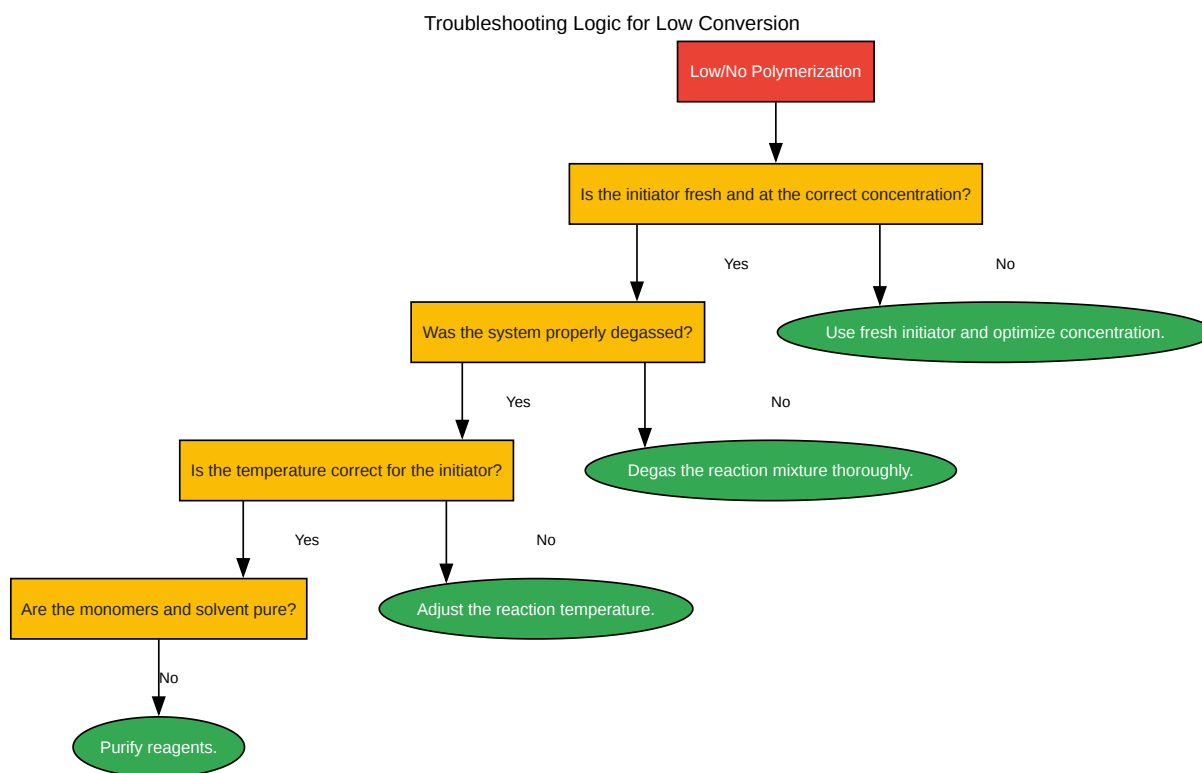 Troubleshooting Logic for Low Conversion
Low/No Polymerization
Is the initiator fresh and at the correct concentration?
Yes
No
Was the system properly degassed?
Use fresh initiator and optimize concentration.
Yes
No
Is the temperature correct for the initiator?
Degas the reaction mixture thoroughly.
Yes
No
Are the monomers and solvent pure?
Adjust the reaction temperature.
No
Purify reagents.